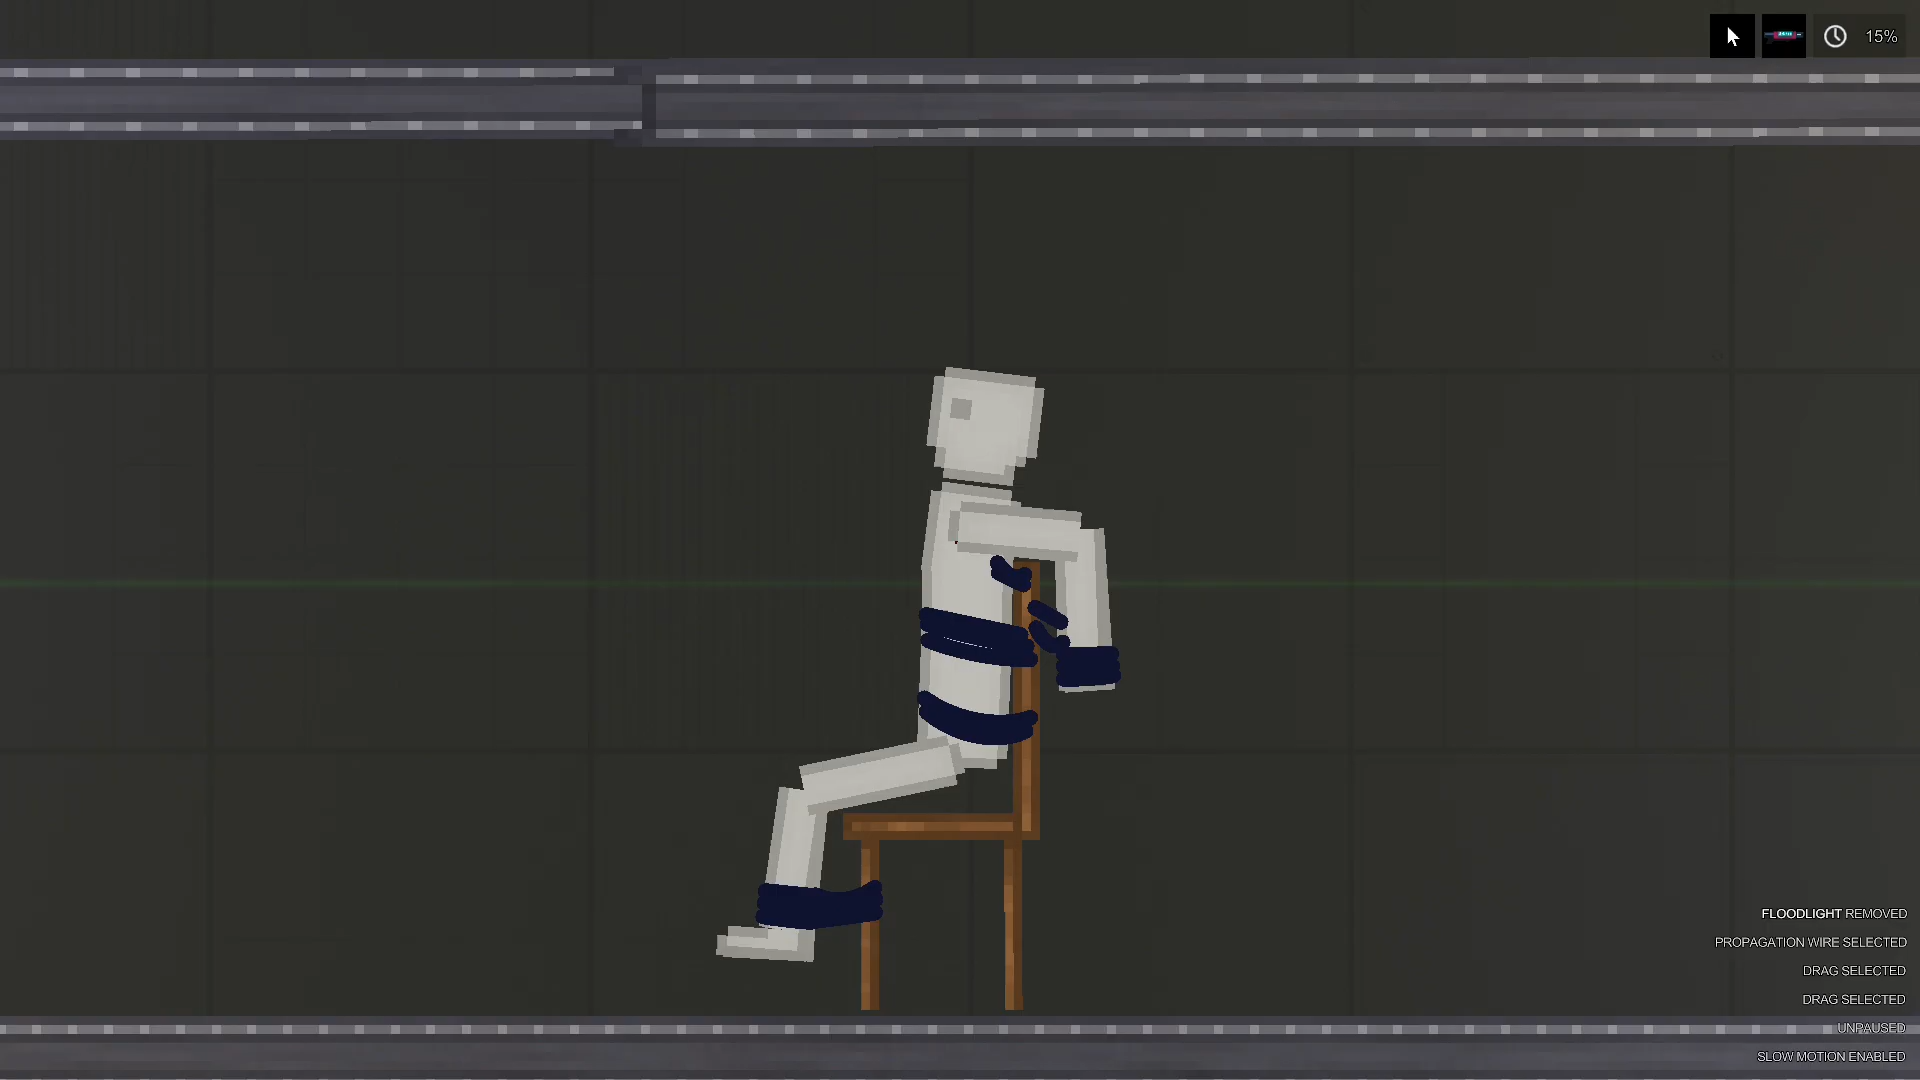 15%
FLOODLIGHT REMOVED
PROPAGATION WIRE SELECTED
DRAG SELECTED
DRAG SELECTED
UNPAUSED
SLOW MOTION ENABLED